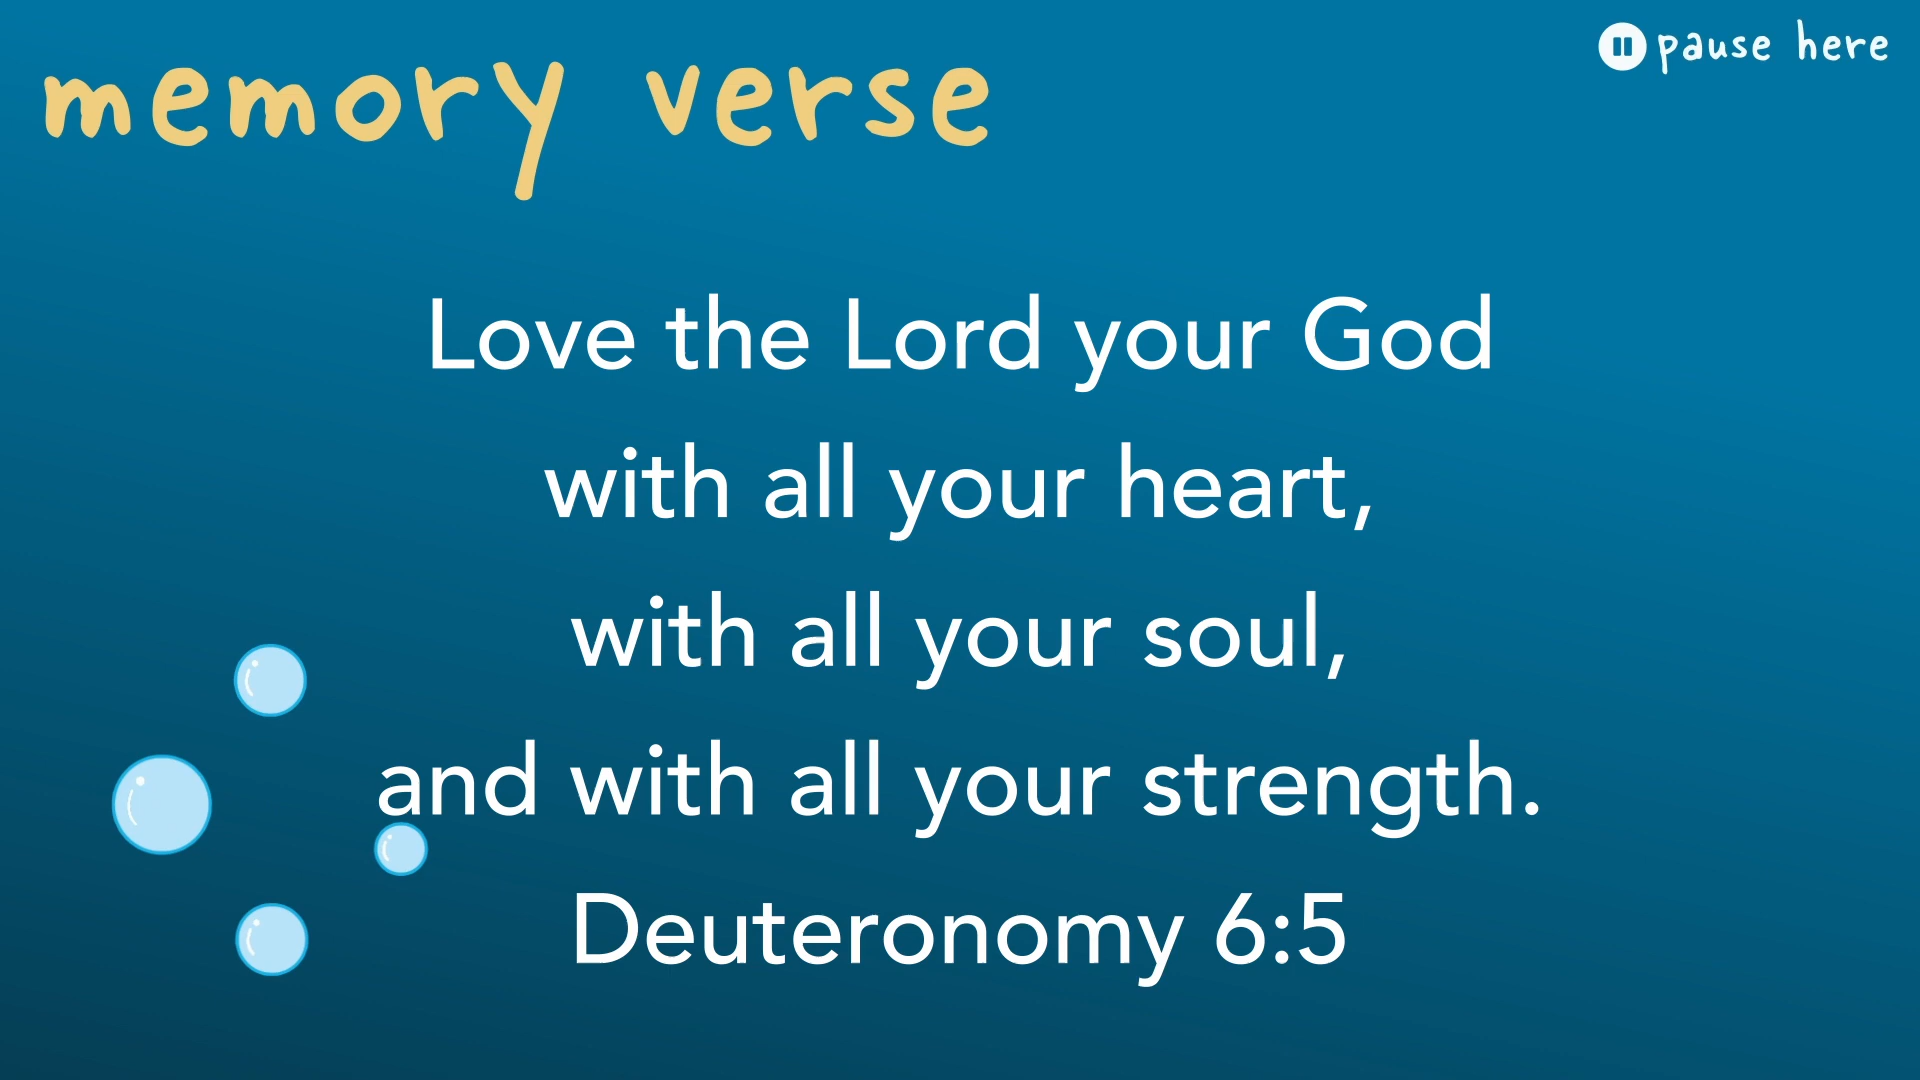 memory verse
pause here
Love the Lord your God
with all your heart,
with all your soul,
and with all your strength.
Deuteronomy 6:5